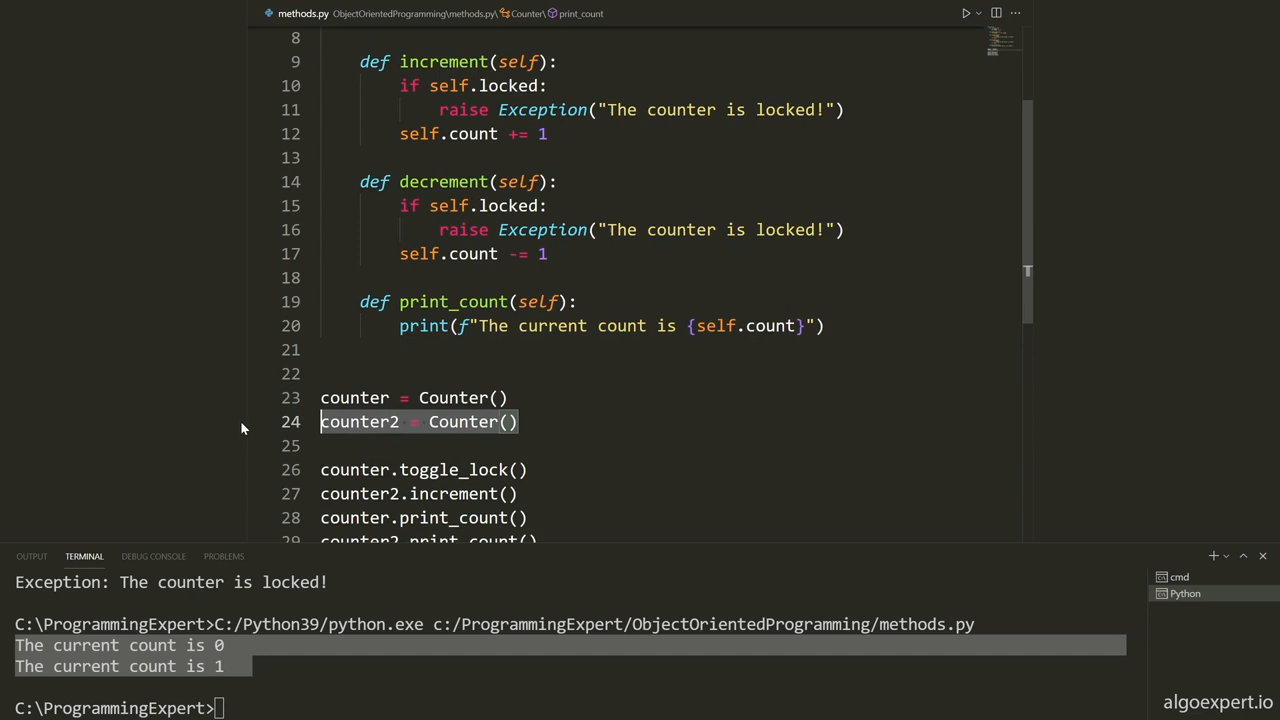 methods.py ObjectOrientedProgramming\methods.py\Counter\print_count
8
9 def increment(self):
10 if self.locked:
11 raise Exception("The counter is locked!")
12 self.count += 1
13
14 def decrement(self):
15 if self.locked:
16 raise Exception("The counter is locked!")
17 self.count -= 1
18
19 def print_count(self):
20 print(f"The current count is {self.count}")
21
22
23 counter = Counter()
24 counter2 = Counter()
25
26 counter.toggle_lock()
27 counter2.increment()
28 counter.print_count()
29 counter2.print_count()
OUTPUT TERMINAL DEBUG CONSOLE PROBLEMS
Exception: The counter is locked!
cmd
Python
C:\ProgrammingExpert>C:/Python39/python.exe c:/ProgrammingExpert/ObjectOrientedProgramming/methods.py
The current count is 0
The current count is 1
C:\ProgrammingExpert>
algoexpert.io